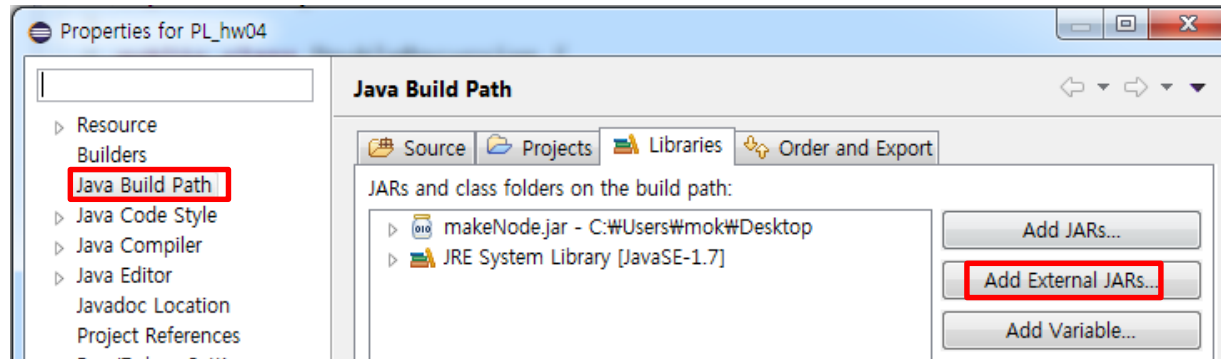 Properties for PL_hw04
Java Build Path
Resource
Builders
Java Build Path
Java Code Style
Java Compiler
Java Editor
Javadoc Location
Project References
Source Projects Libraries Order and Export
JARs and class folders on the build path:
makeNode.jar - C:₩Users₩mok₩Desktop
JRE System Library [JavaSE-1.7]
Add JARs...
Add External JARs...
Add Variable...